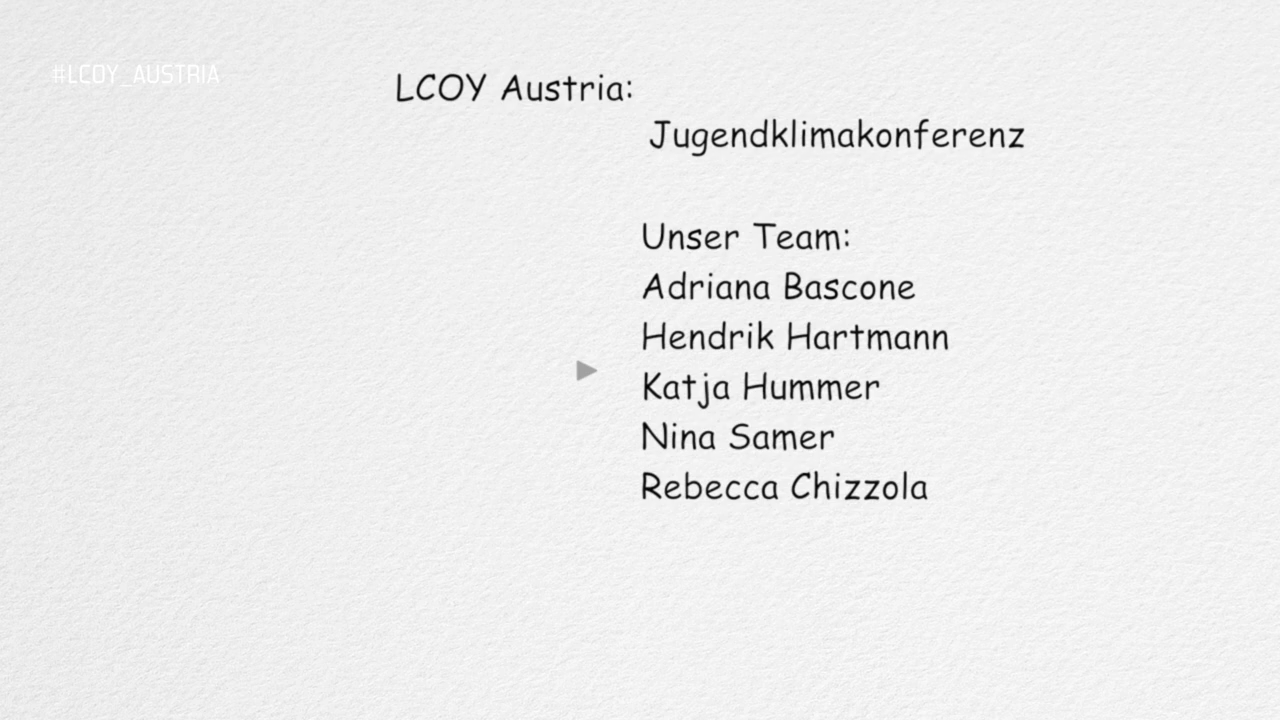 #LCOY_AUSTRIA
LCOY Austria:
Jugendklimakonferenz
Unser Team:
Adriana Bascone
Hendrik Hartmann
Katja Hummer
Nina Samer
Rebecca Chizzola